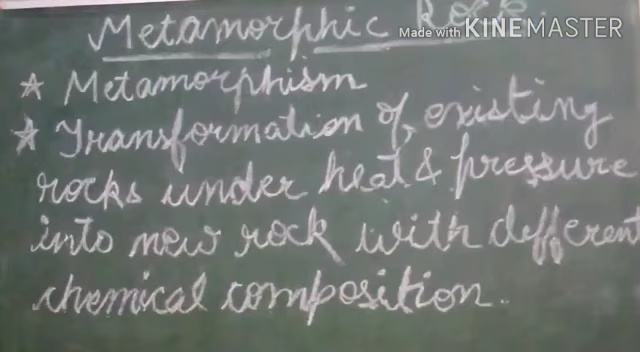 Metamorphic Rock
Made with KINEMASTER
☆ Metamorphism
☆ Transformation of existing
rocks under heat & pressure
into new rock with different
chemical composition.